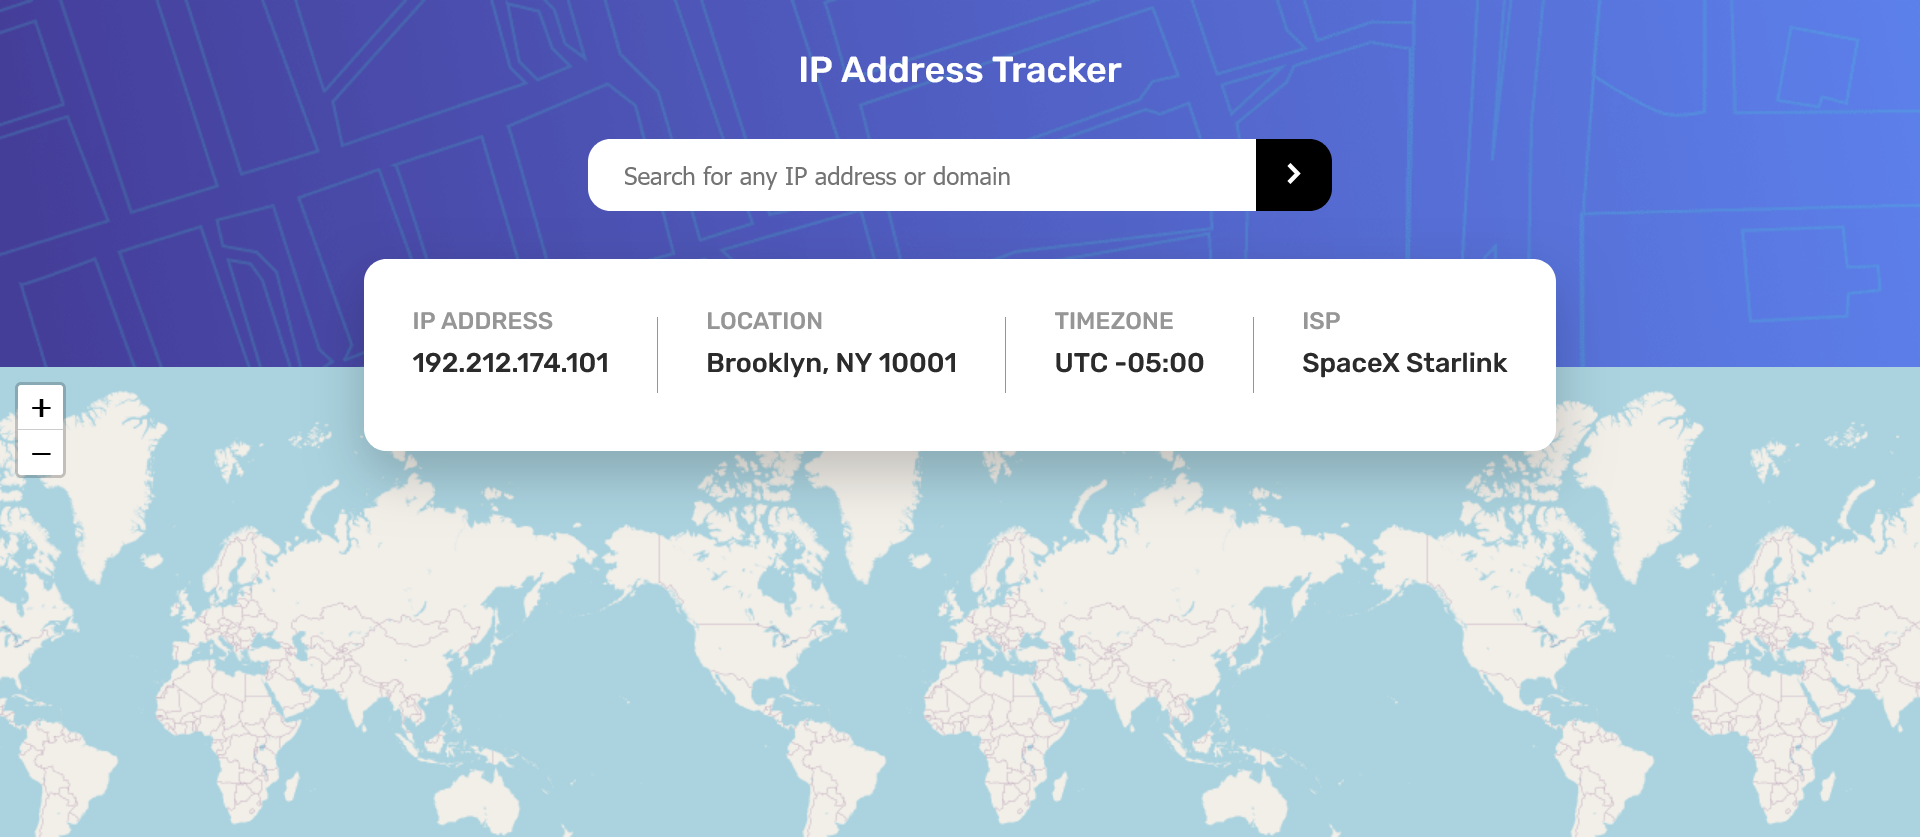 IP Address Tracker
Search for any IP address or domain
IP ADDRESS
192.212.174.101
LOCATION
Brooklyn, NY 10001
TIMEZONE
UTC -05:00
ISP
SpaceX Starlink
+
−